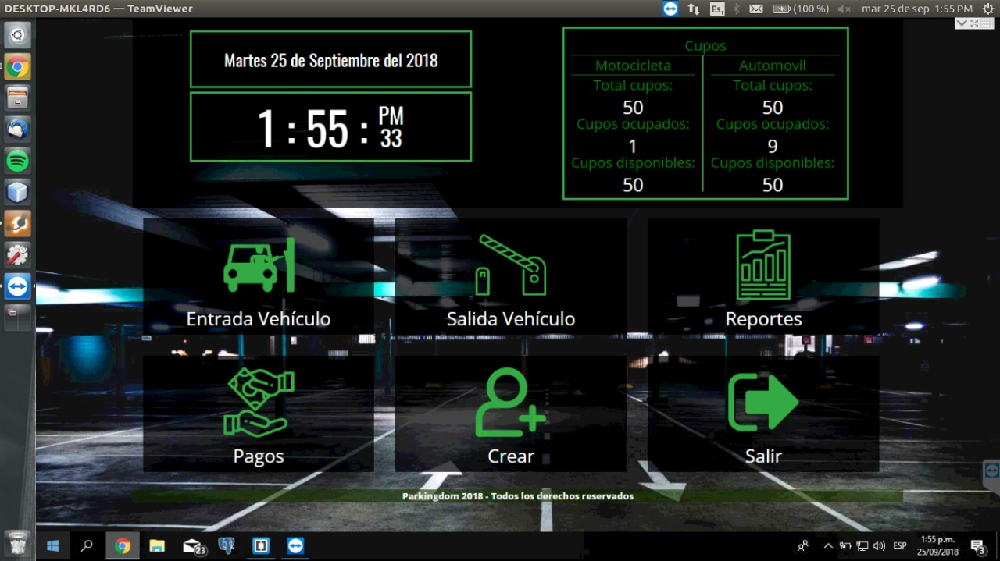 DESKTOP-MKL4RD6 — TeamViewer
Es1 (100 %) mar 25 de sep 1:55 PM
Martes 25 de Septiembre del 2018
1 : 55 : PM 33
Cupos
Motocicleta Automovil
Total cupos: Total cupos:
50 50
Cupos ocupados: Cupos ocupados:
1 9
Cupos disponibles: Cupos disponibles:
50 50
Entrada Vehículo Salida Vehículo Reportes
Pagos Crear Salir
Parkingdom 2018 - Todos los derechos reservados
23 ESP 1:55 p.m.
25/09/2018 3